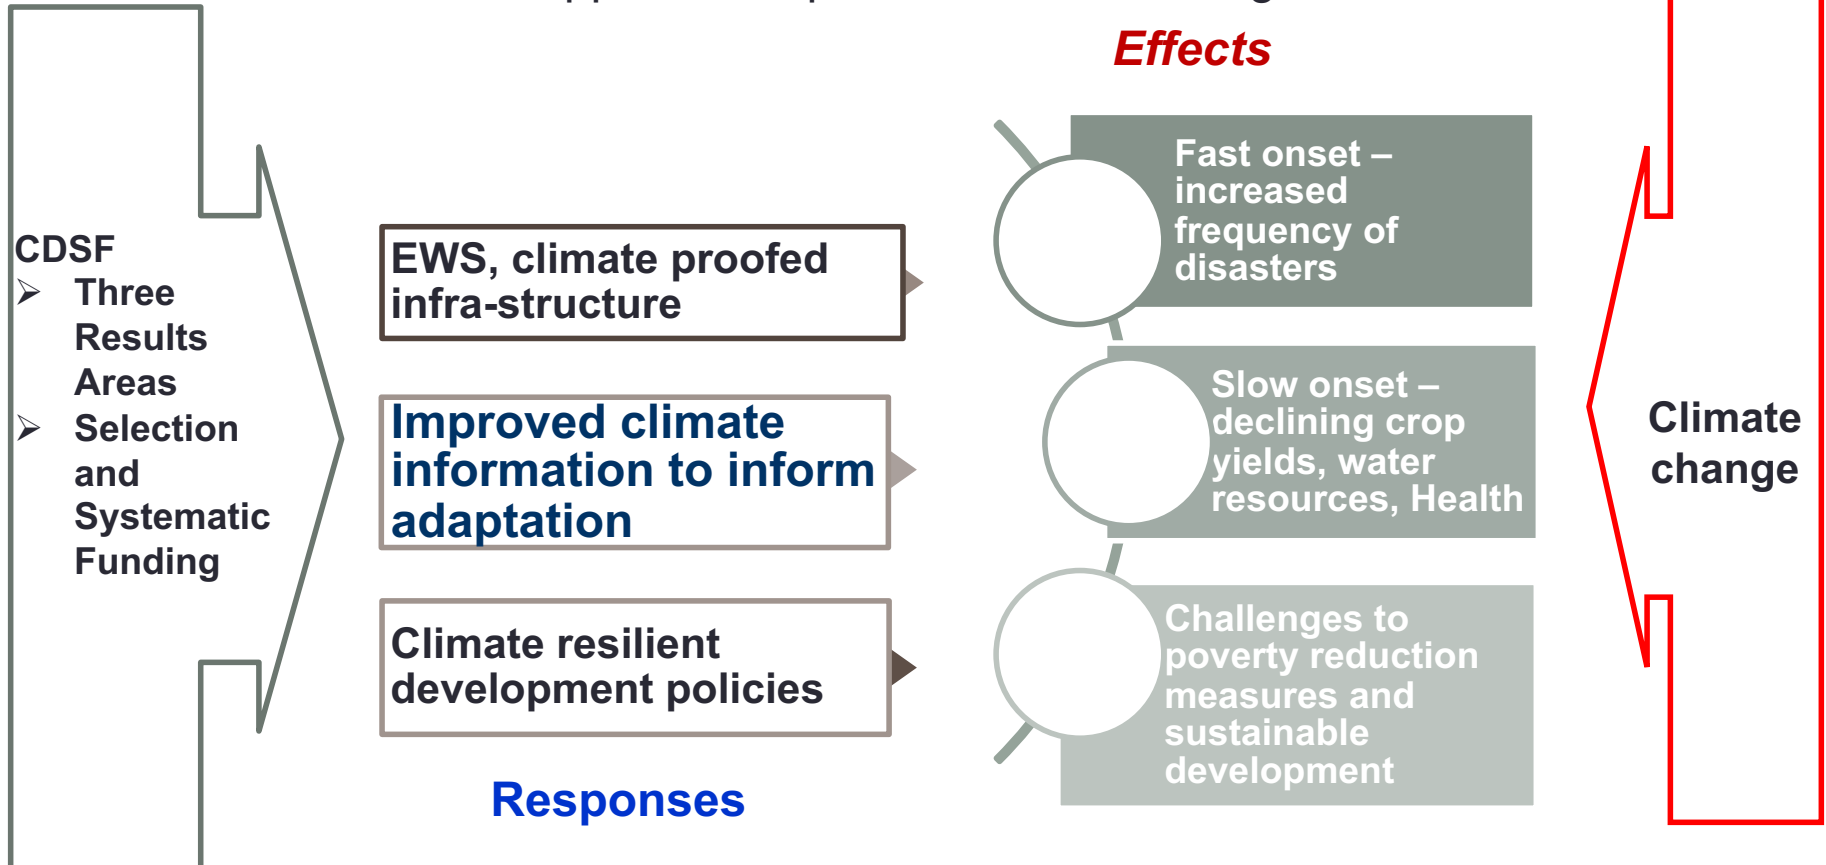 Effects
CDSF
➢ Three
Results
Areas
➢ Selection
and
Systematic
Funding
EWS, climate proofed
infra-structure
Improved climate
information to inform
adaptation
Climate resilient
development policies
Responses
Fast onset –
increased
frequency of
disasters
Slow onset –
declining crop
yields, water
resources, Health
Challenges to
poverty reduction
measures and
sustainable
development
Climate
change